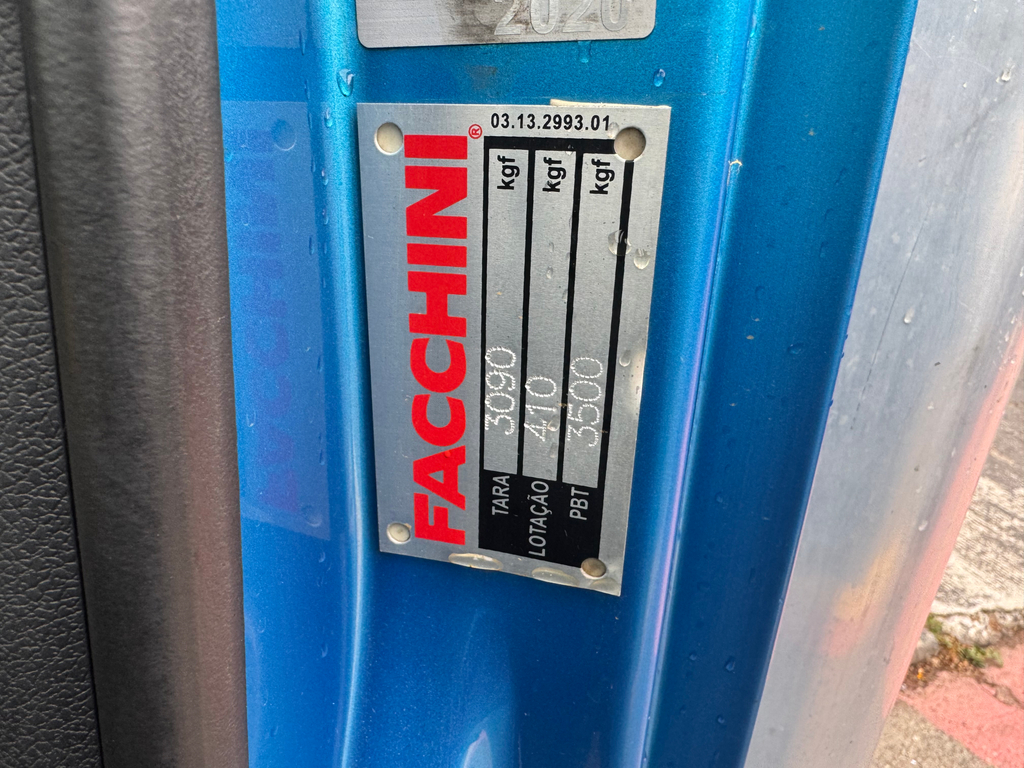 2020
03.13.2993.01
FACCHINI®
TARA 3090 kgf
LOTAÇÃO 410 kgf
PBT 3500 kgf